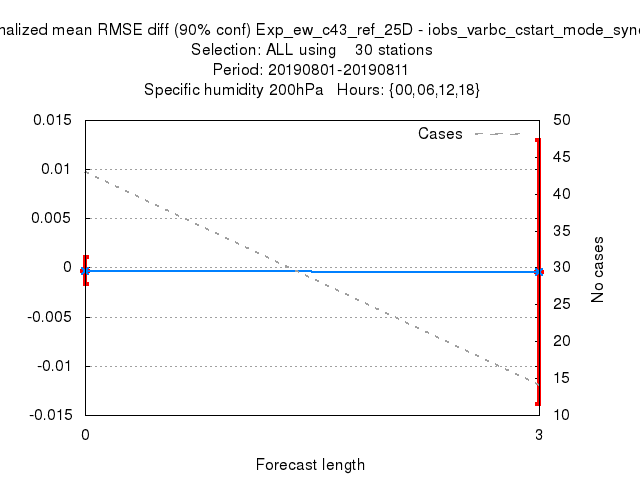 nalized mean RMSE diff (90% conf) Exp_ew_c43_ref_25D - iobs_varbc_cstart_mode_sync
Selection: ALL using 30 stations
Period: 20190801-20190811
Specific humidity 200hPa Hours: {00,06,12,18}
Cases
0.015
0.01
0.005
0
-0.005
-0.01
-0.015
50
45
40
35
30
25
20
15
10
No cases
0
3
Forecast length